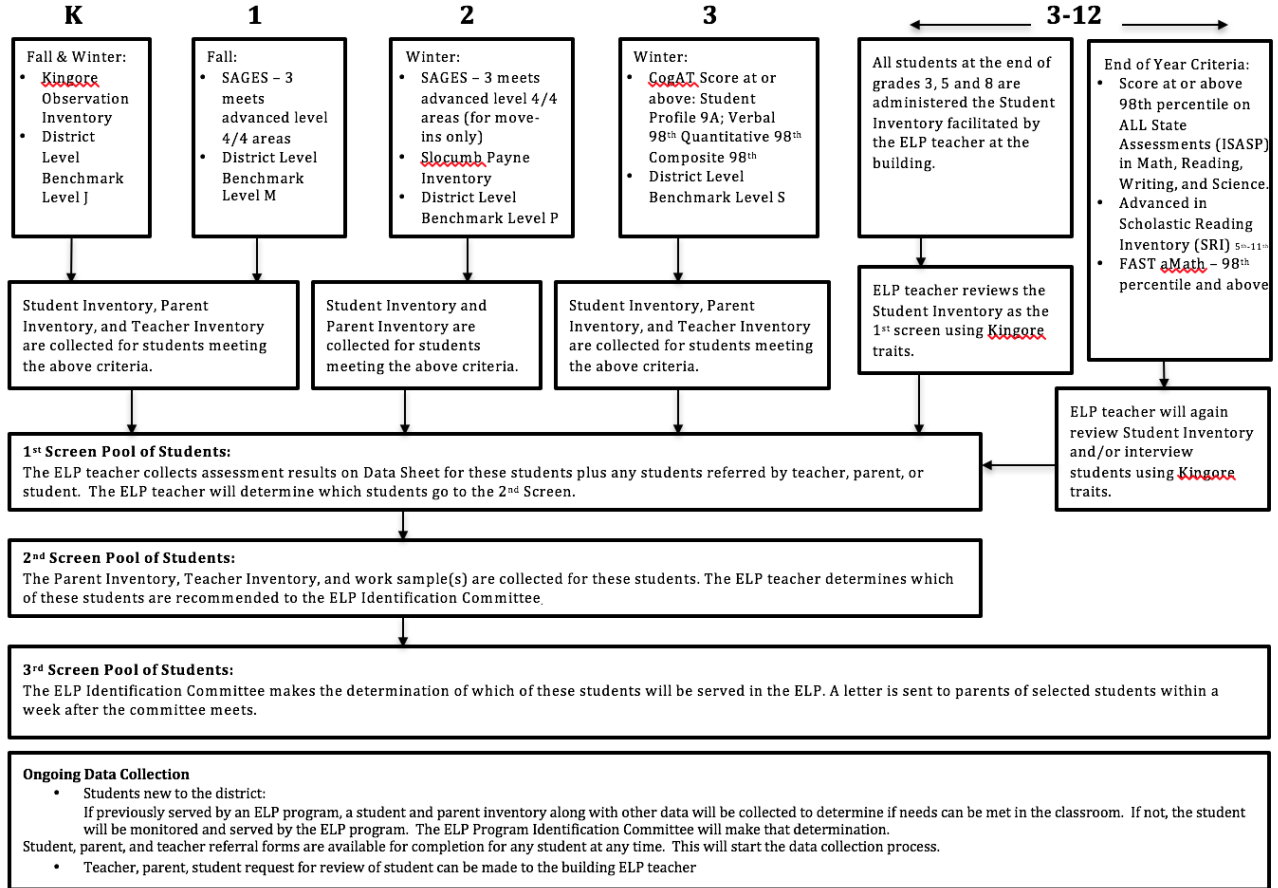 K
1
2
3
3-12
Fall & Winter:
• Kingore
Observation
Inventory
• District
Level
Benchmark
Level J
Fall:
• SAGES – 3
meets
advanced level
4/4 areas
• District Level
Benchmark
Level M
Winter:
• SAGES – 3 meets
advanced level 4/4
areas (for move-
ins only)
• Slocumb Payne
Inventory
• District Level
Benchmark Level P
Winter:
• CogAT Score at or
above: Student
Profile 9A; Verbal
98th Quantitative 98th
Composite 98th
• District Level
Benchmark Level S
All students at the end of
grades 3, 5 and 8 are
administered the Student
Inventory facilitated by
the ELP teacher at the
building.
End of Year Criteria:
• Score at or above
98th percentile on
ALL State
Assessments (ISASP)
in Math, Reading,
Writing, and Science.
• Advanced in
Scholastic Reading
Inventory (SRI) 5th-11th
• FAST aMath – 98th
percentile and above
Student Inventory, Parent
Inventory, and Teacher Inventory
are collected for students meeting
the above criteria.
Student Inventory and
Parent Inventory are
collected for students
meeting the above criteria.
Student Inventory, Parent
Inventory, and Teacher Inventory
are collected for students meeting
the above criteria.
ELP teacher reviews the
Student Inventory as the
1st screen using Kingore
traits.
ELP teacher will again
review Student Inventory
and/or interview
students using Kingore
traits.
1st Screen Pool of Students:
The ELP teacher collects assessment results on Data Sheet for these students plus any students referred by teacher, parent, or
student. The ELP teacher will determine which students go to the 2nd Screen.
2nd Screen Pool of Students:
The Parent Inventory, Teacher Inventory, and work sample(s) are collected for these students. The ELP teacher determines which
of these students are recommended to the ELP Identification Committee.
3rd Screen Pool of Students:
The ELP Identification Committee makes the determination of which of these students will be served in the ELP. A letter is sent to parents of selected students within a
week after the committee meets.
Ongoing Data Collection
• Students new to the district:
If previously served by an ELP program, a student and parent inventory along with other data will be collected to determine if needs can be met in the classroom. If not, the student
will be monitored and served by the ELP program. The ELP Program Identification Committee will make that determination.
Student, parent, and teacher referral forms are available for completion for any student at any time. This will start the data collection process.
• Teacher, parent, student request for review of student can be made to the building ELP teacher